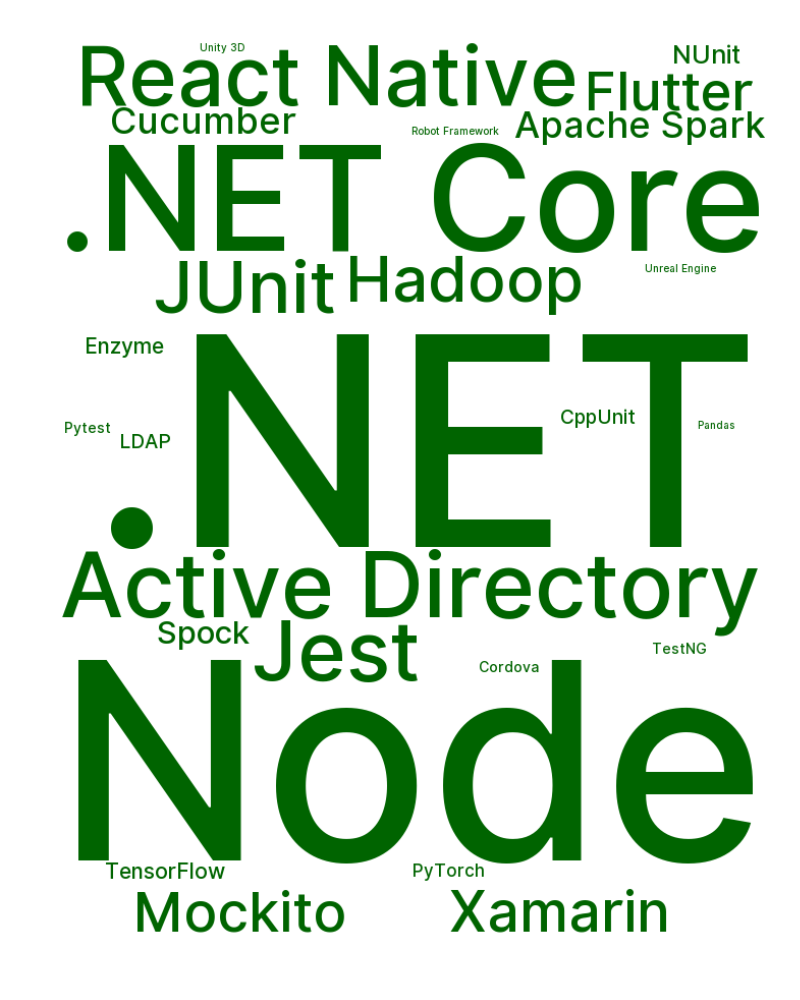 Unity 3D
React Native
NUnit
Flutter
Cucumber
Robot Framework
Apache Spark
.NET Core
JUnit
Hadoop
Unreal Engine
Enzyme
.NET
CppUnit
Pandas
Pytest
LDAP
Active Directory
Spock
Jest
TestNG
Cordova
Node
TensorFlow
PyTorch
Mockito
Xamarin